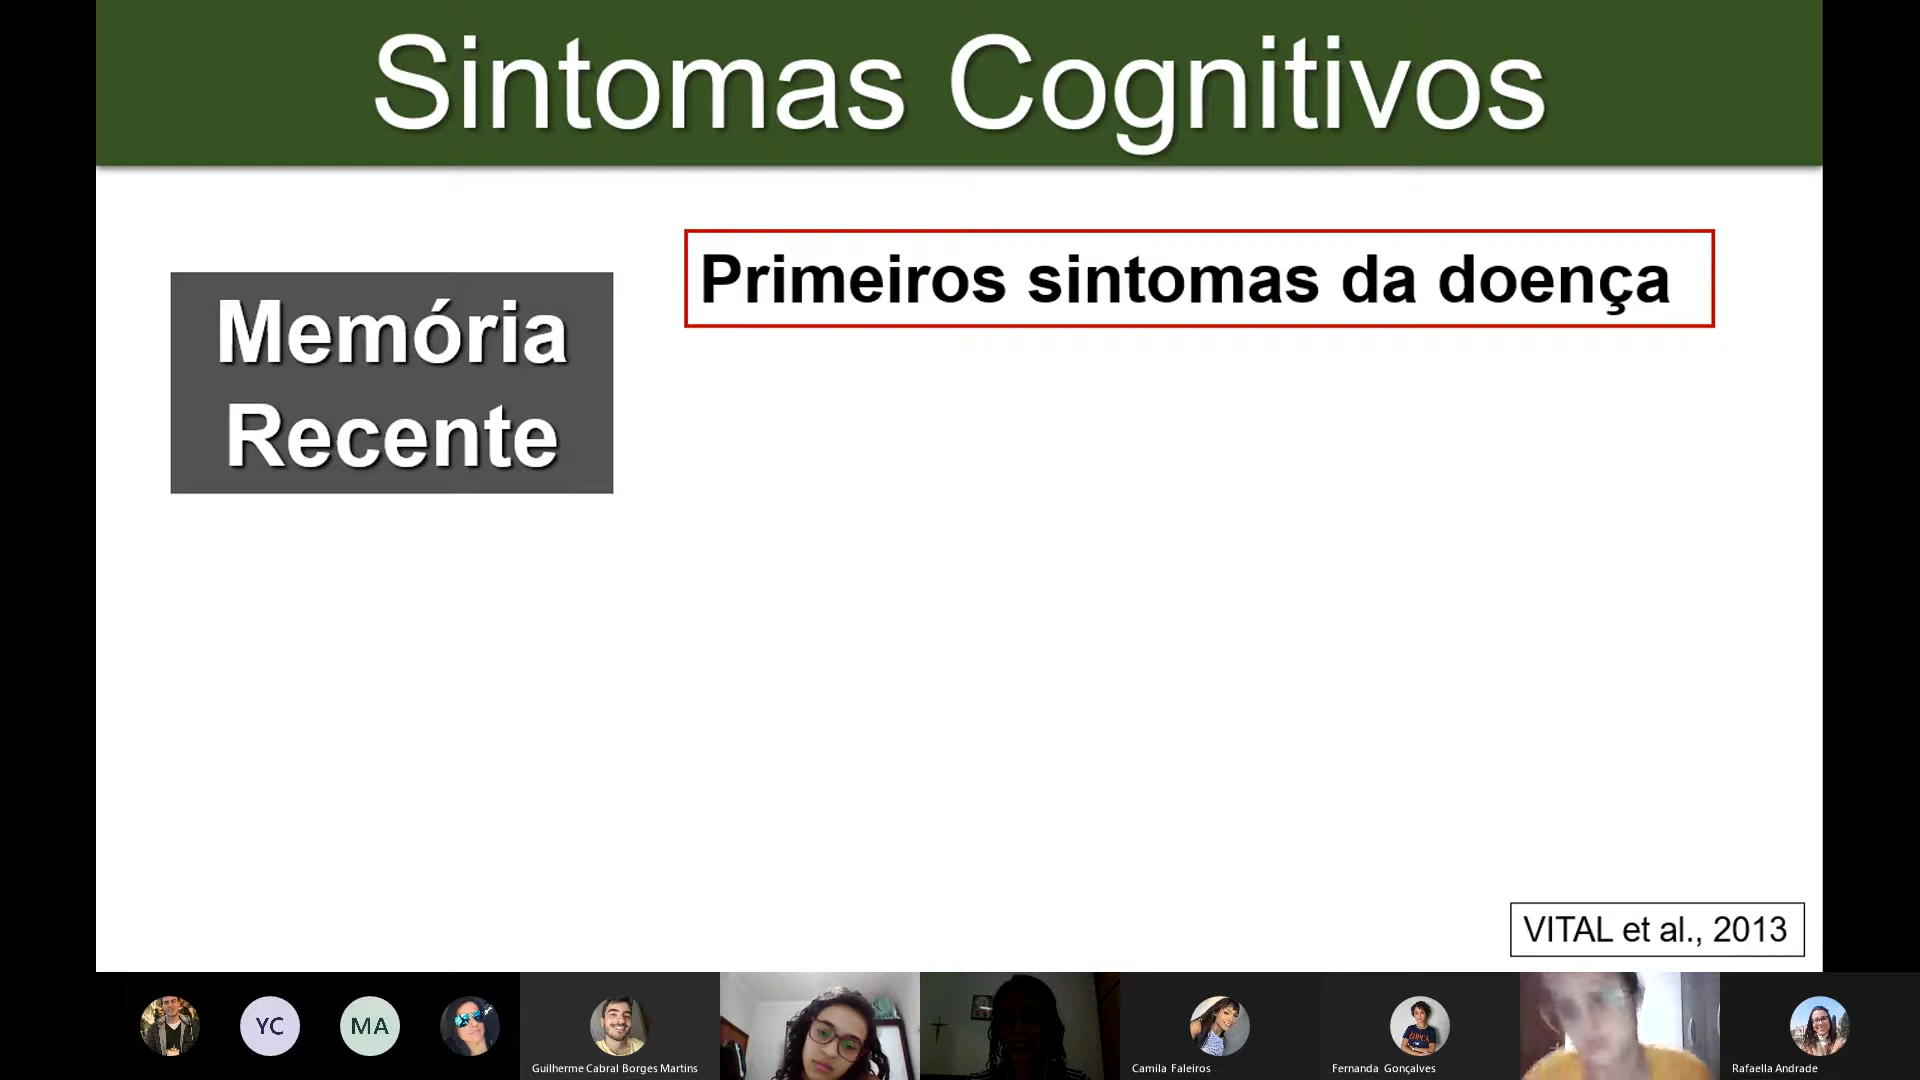 Sintomas Cognitivos
Primeiros sintomas da doença
Memória
Recente
VITAL et al., 2013
YC
MA
Guilherme Cabral Borges Martins
Camila Faleiros
Fernanda Gonçalves
Rafaella Andrade